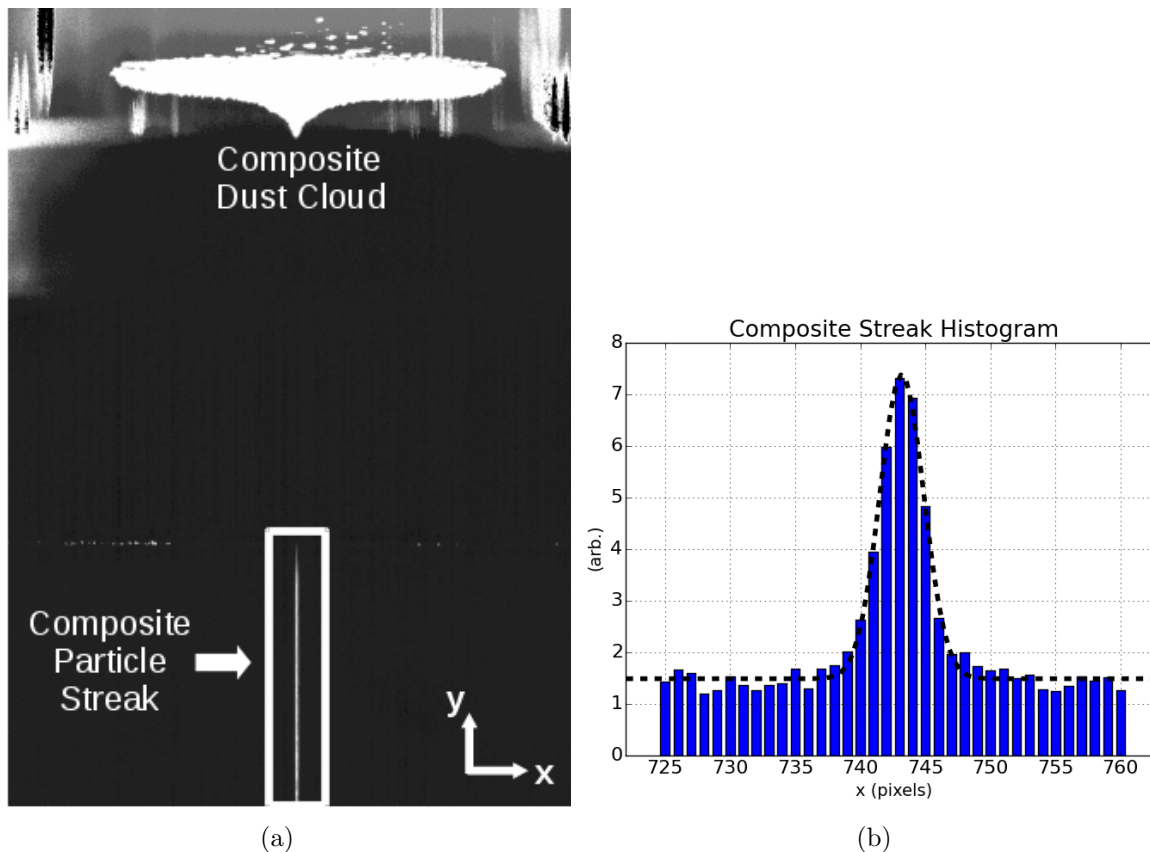 Composite
Dust Cloud
Composite
Particle
Streak
y
x
(a)
Composite Streak Histogram
8
7
6
5
4
3
2
1
0
(arb.)
725 730 735 740 745 750 755 760
x (pixels)
(b)